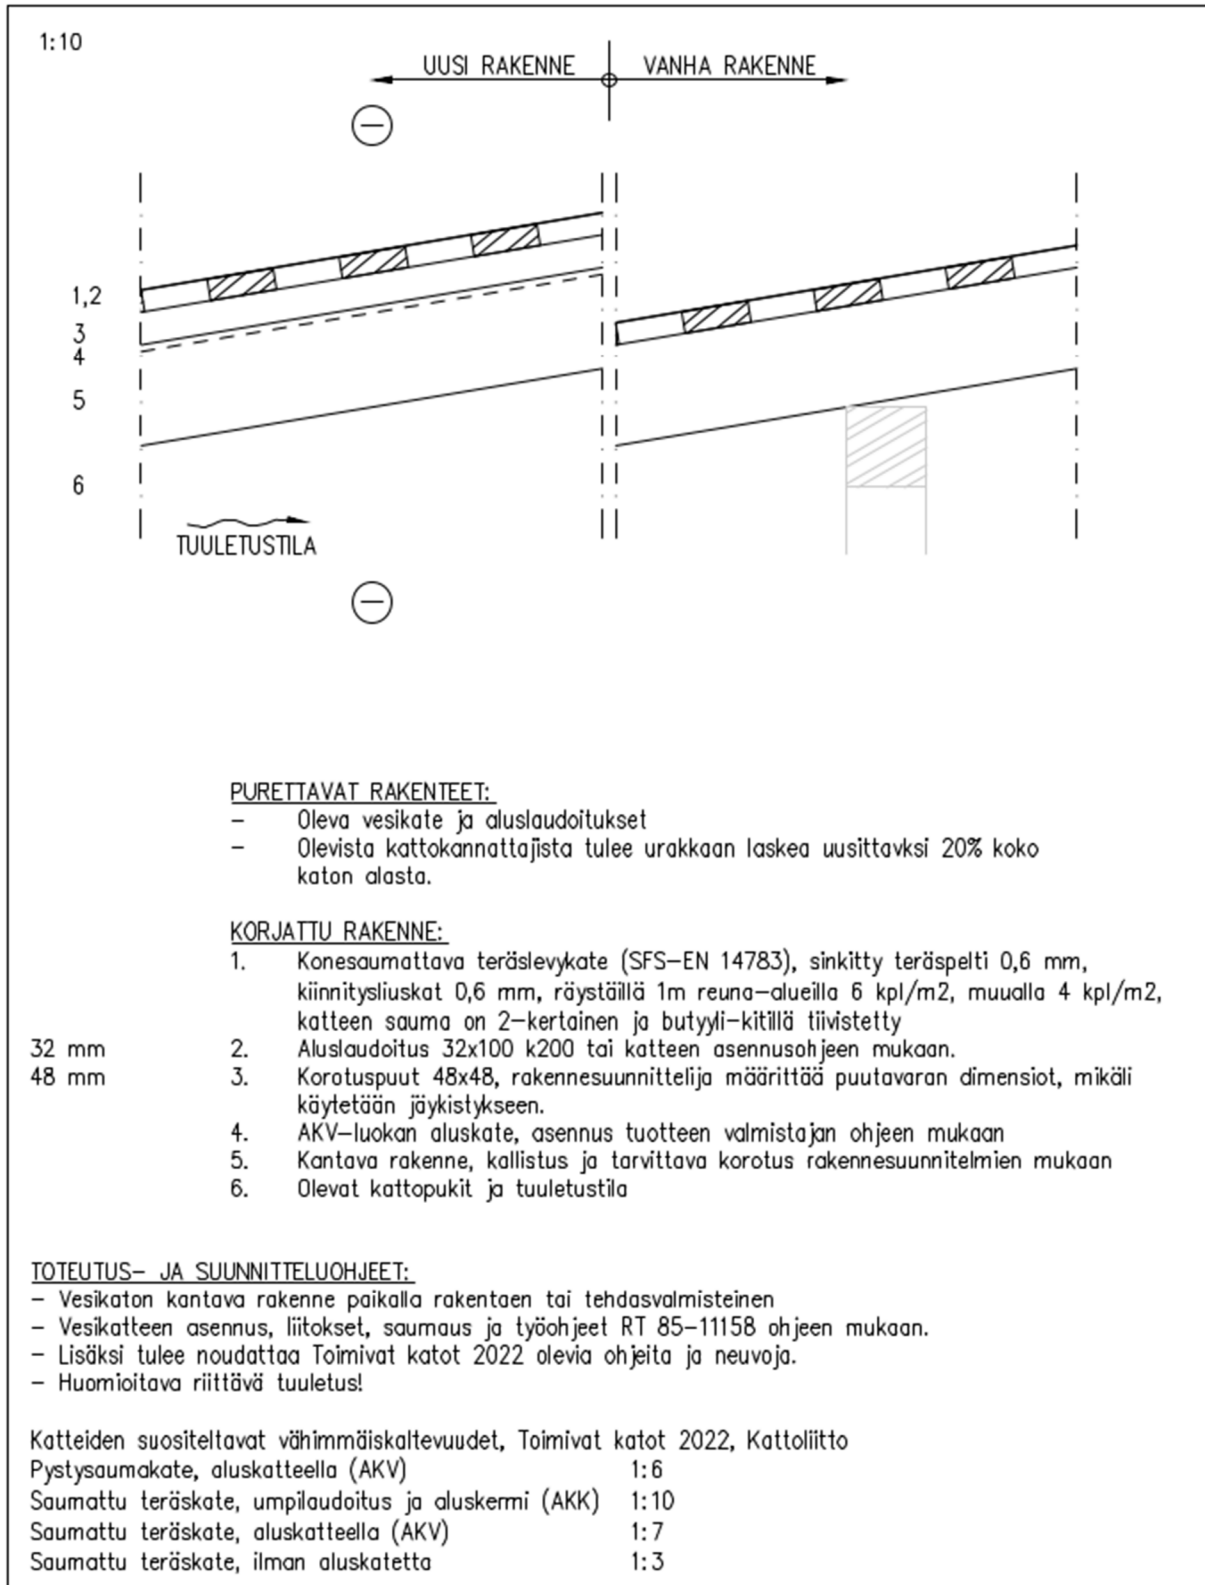 1:10
UUSI RAKENNE
VANHA RAKENNE
1,2
3
4
5
6
TUULETUSTILA
PURETTAVAT RAKENTEET:
– Oleva vesikate ja aluslaudoitukset
– Olevista kattokannattajista tulee urakkaan laskea uusittavksi 20% koko
katon alasta.
KORJATTU RAKENNE:
1. Konesaumattava teräslevykate (SFS–EN 14783), sinkitty teräspelti 0,6 mm,
kiinnitysliuskat 0,6 mm, räystäillä 1m reuna–alueilla 6 kpl/m2, muualla 4 kpl/m2,
katteen sauma on 2–kertainen ja butyyli–kitillä tiivistetty
32 mm 2. Aluslaudoitus 32x100 k200 tai katteen asennusohjeen mukaan.
48 mm 3. Korotuspuut 48x48, rakennesuunnittelija määrittää puutavaran dimensiot, mikäli
käytetään jäykistykseen.
4. AKV–luokan aluskate, asennus tuotteen valmistajan ohjeen mukaan
5. Kantava rakenne, kallistus ja tarvittava korotus rakennesuunnitelmien mukaan
6. Olevat kattopukit ja tuuletustila
TOTEUTUS– JA SUUNNITTELUOHJEET:
– Vesikaton kantava rakenne paikalla rakentaen tai tehdasvalmisteinen
– Vesikatteen asennus, liitokset, saumaus ja työohjeet RT 85–11158 ohjeen mukaan.
– Lisäksi tulee noudattaa Toimivat katot 2022 olevia ohjeita ja neuvoja.
– Huomioitava riittävä tuuletus!
Katteiden suositeltavat vähimmäiskaltevuudet, Toimivat katot 2022, Kattoliitto
Pystysaumakate, aluskatteella (AKV) 1:6
Saumattu teräskate, umpilaudoitus ja aluskermi (AKK) 1:10
Saumattu teräskate, aluskatteella (AKV) 1:7
Saumattu teräskate, ilman aluskatetta 1:3